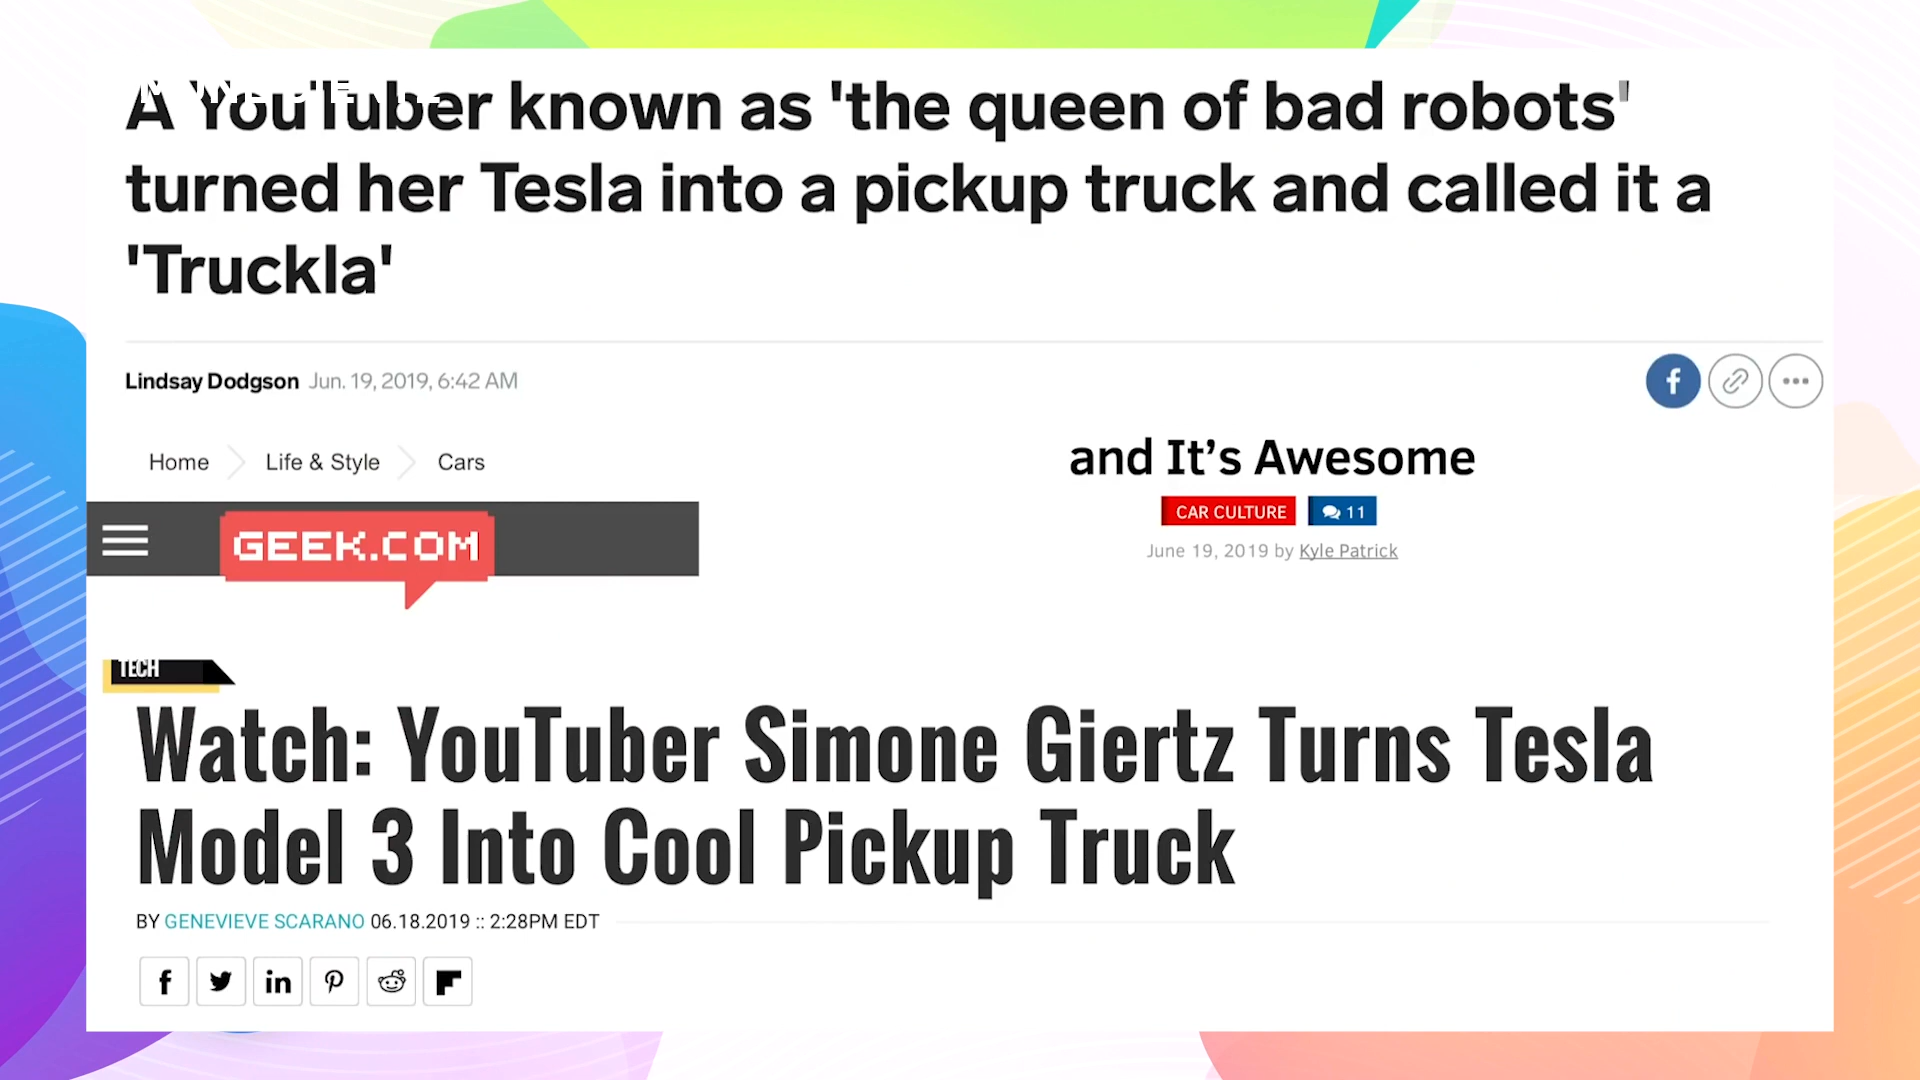 A YouTuber known as 'the queen of bad robots'
turned her Tesla into a pickup truck and called it a
'Truckla'
Lindsay Dodgson Jun. 19, 2019, 6:42 AM
Home Life & Style Cars
and It's Awesome
CAR CULTURE 11
June 19, 2019 by Kyle Patrick
GEEK.COM
TECH
Watch: YouTuber Simone Giertz Turns Tesla
Model 3 Into Cool Pickup Truck
BY GENEVIEVE SCARANO 06.18.2019 :: 2:28PM EDT